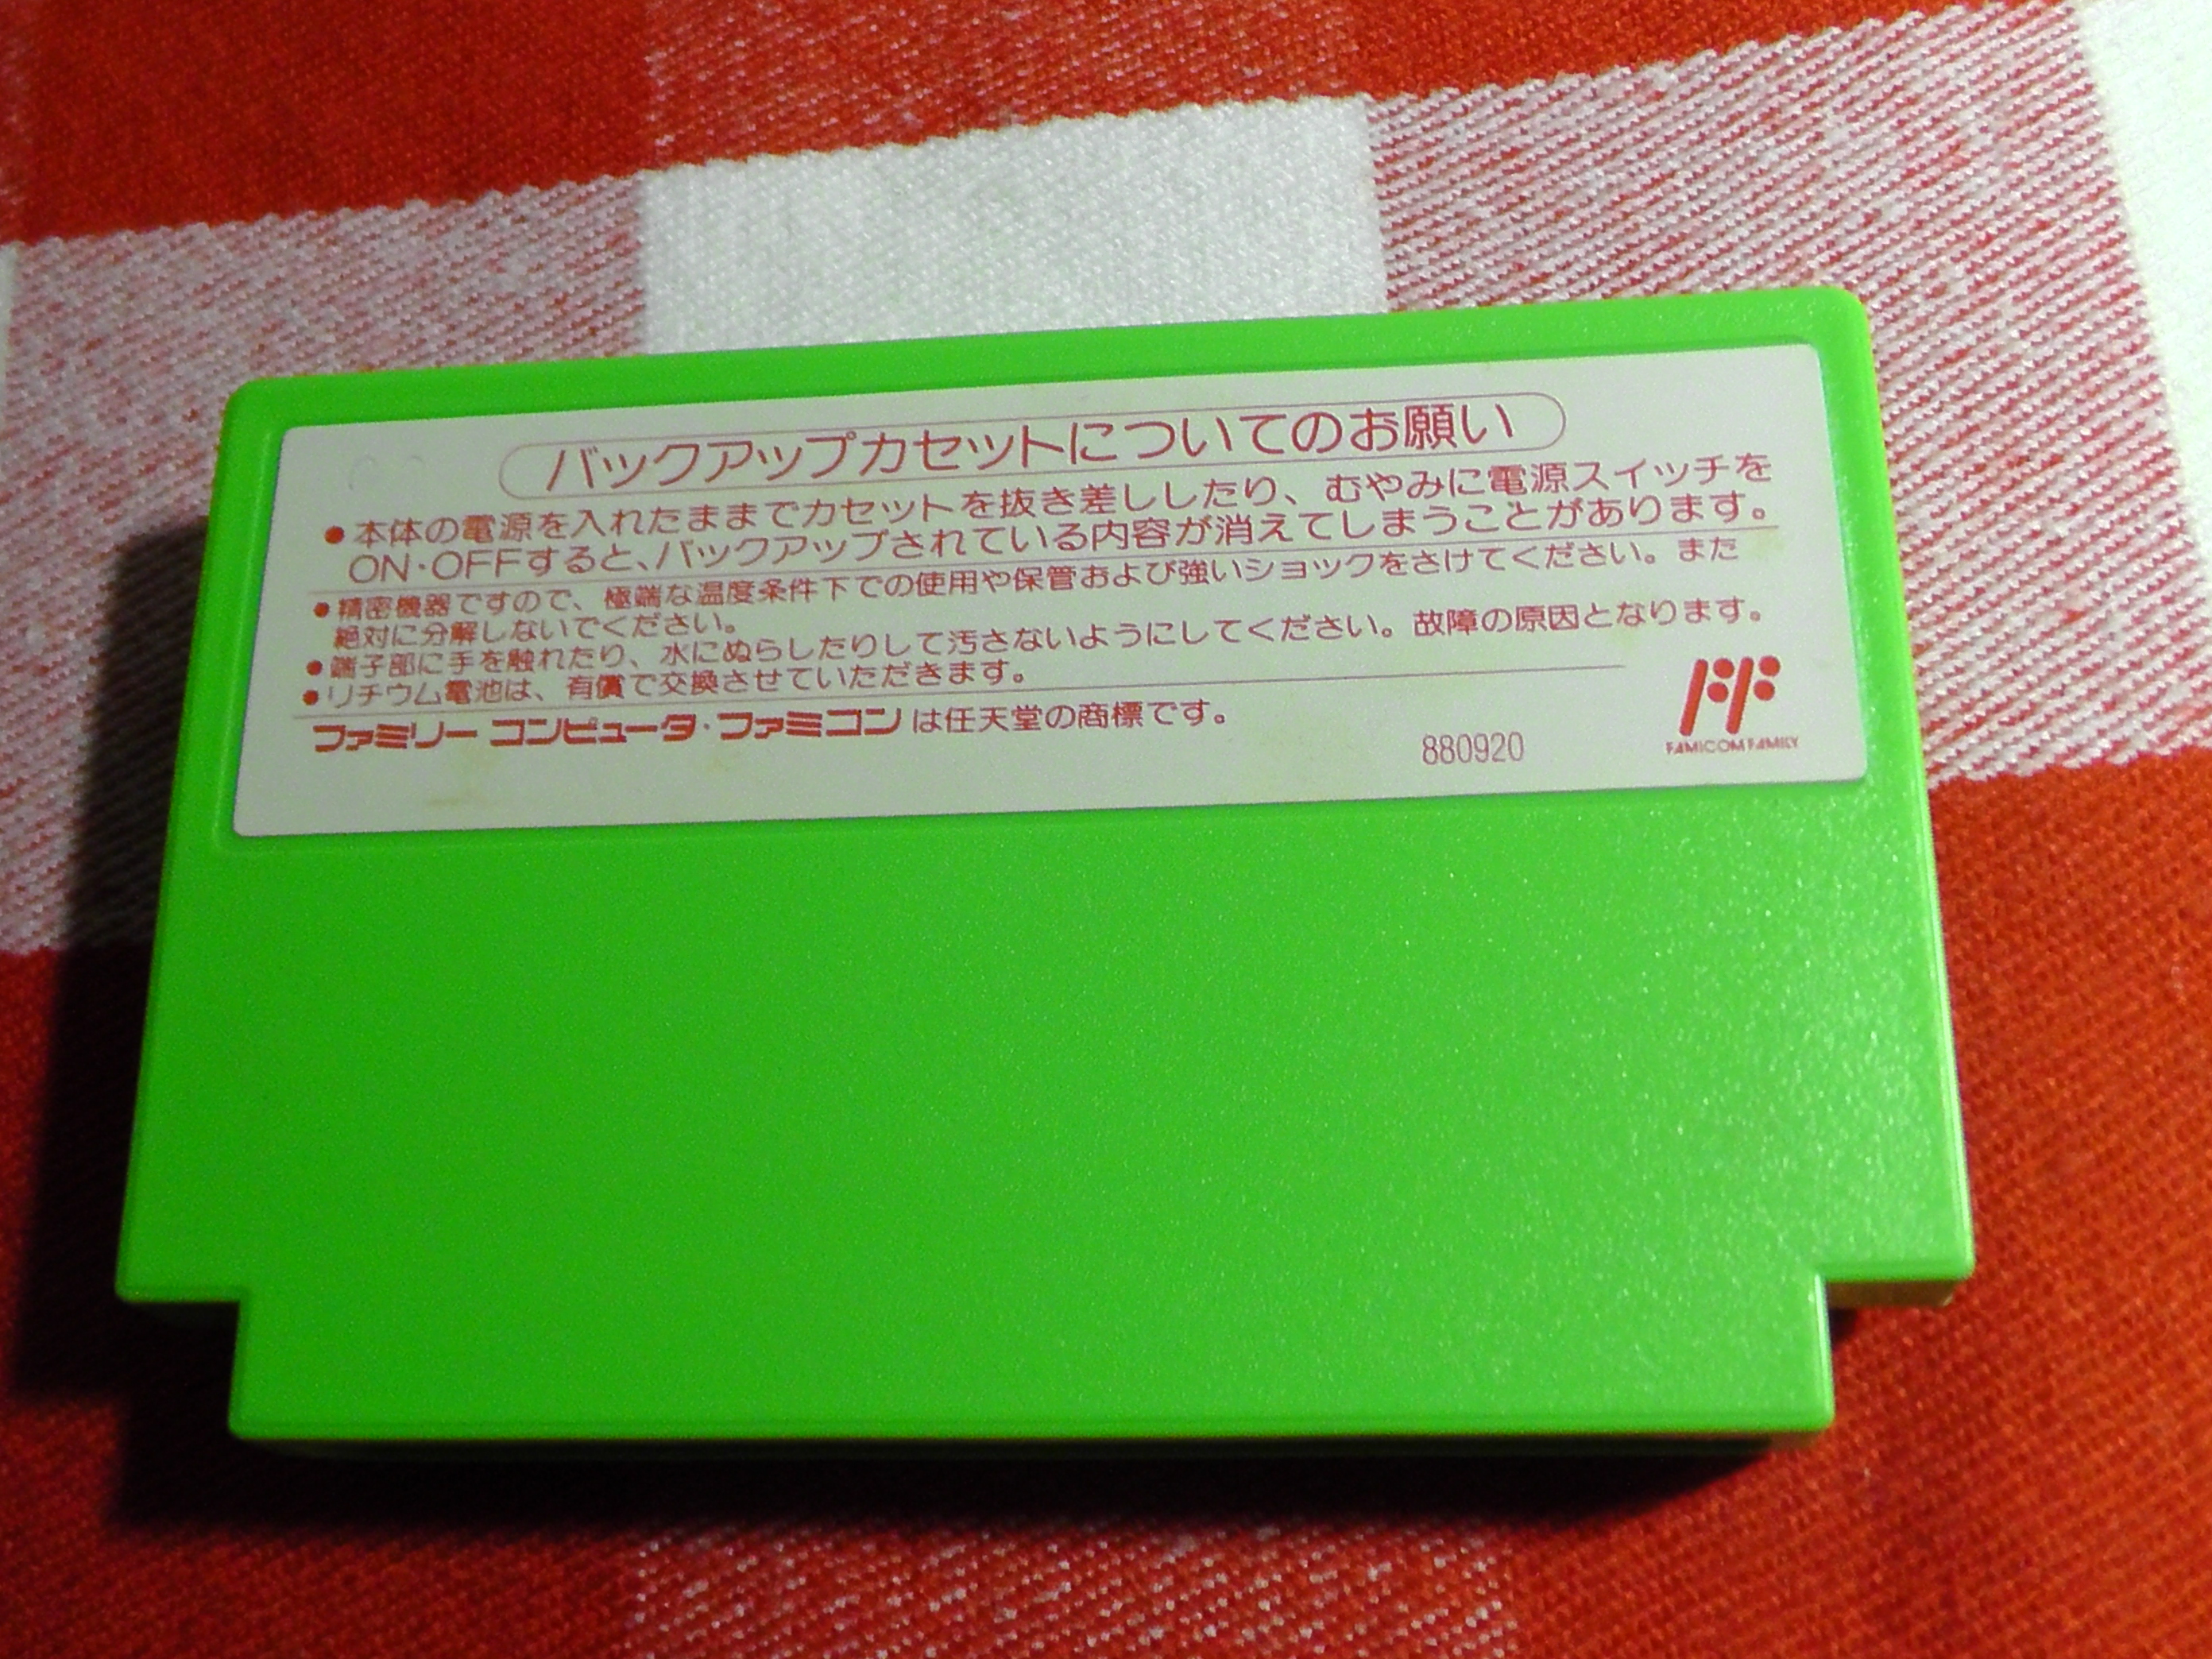 バックアップカセットについてのお願い
●本体の電源を入れたままでカセットを抜き差ししたり、むやみに電源スイッチを
ON・OFFすると、バックアップされている内容が消えてしまうことがあります。
●精密機器ですので、極端な温度条件下での使用や保管および強いショックをさけてください。また
絶対に分解しないでください。
●端子部に手を触れたり、水にぬらしたりして汚さないようにしてください。故障の原因となります。
●リチウム電池は、有償で交換させていただきます。
ファミリーコンピュータ・ファミコンは任天堂の商標です。
880920
FF
FAMICOM FAMILY